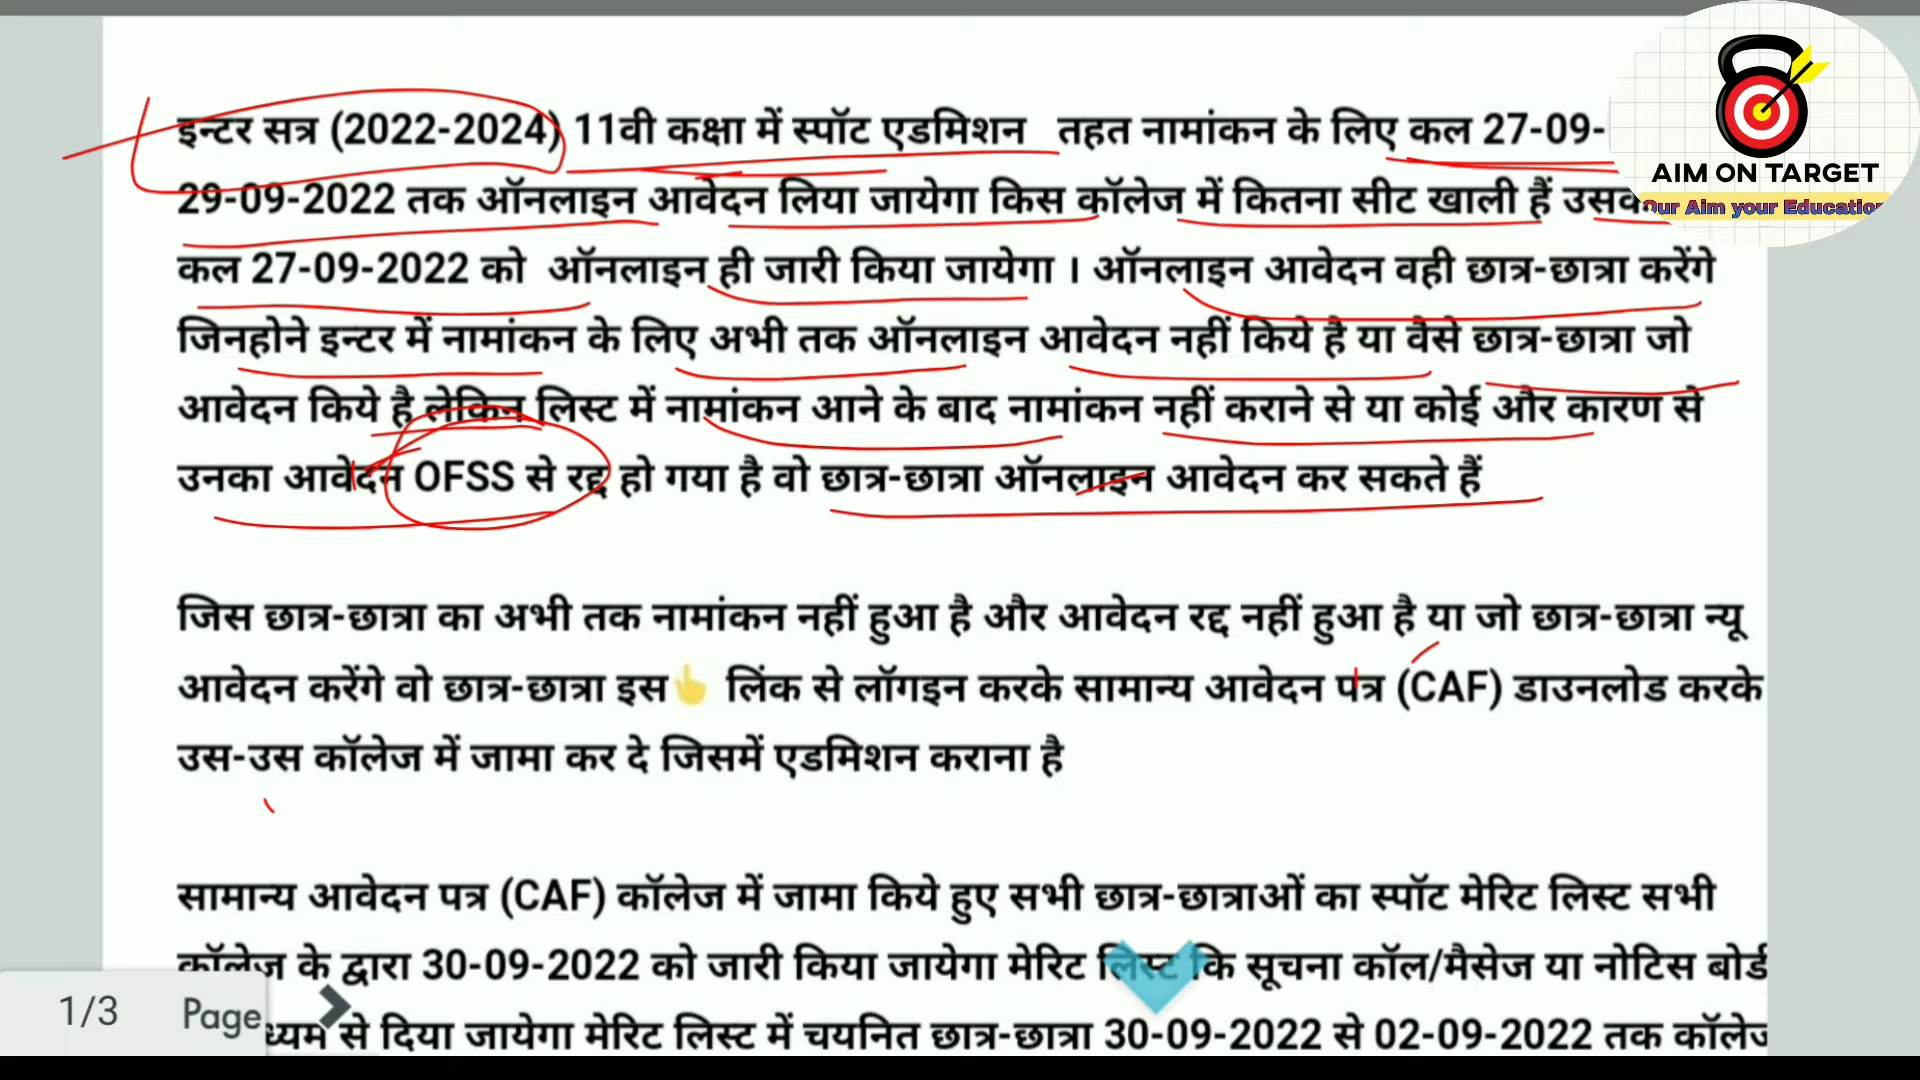 इन्टर सत्र (2022-2024) 11वी कक्षा में स्पॉट एडमिशन तहत नामांकन के लिए कल 27-09-
29-09-2022 तक ऑनलाइन आवेदन लिया जायेगा किस कॉलेज में कितना सीट खाली हैं
कल 27-09-2022 को ऑनलाइन ही जारी किया जायेगा । ऑनलाइन आवेदन वही छात्र-छात्रा करेंगे
जिनहोने इन्टर में नामांकन के लिए अभी तक ऑनलाइन आवेदन नहीं किये है या वैसे छात्र-छात्रा जो
आवेदन किये है लेकिन लिस्ट में नामांकन आने के बाद नामांकन नहीं कराने से या कोई और कारण से
उनका आवेदन OFSS से रद्द हो गया है वो छात्र-छात्रा ऑनलाइन आवेदन कर सकते हैं
जिस छात्र-छात्रा का अभी तक नामांकन नहीं हुआ है और आवेदन रद्द नहीं हुआ है या जो छात्र-छात्रा न्यू
आवेदन करेंगे वो छात्र-छात्रा इस👆 लिंक से लॉगइन करके सामान्य आवेदन पत्र (CAF) डाउनलोड करके
उस-उस कॉलेज में जामा कर दे जिसमें एडमिशन कराना है
सामान्य आवेदन पत्र (CAF) कॉलेज में जामा किये हुए सभी छात्र-छात्राओं का स्पॉट मेरिट लिस्ट सभी
कॉलेज के द्वारा 30-09-2022 को जारी किया जायेगा मेरिट लिस्ट कि सूचना कॉल/मैसेज या नोटिस बोर्ड
से दिया जायेगा मेरिट लिस्ट में चयनित छात्र-छात्रा 30-09-2022 से 02-09-2022 तक कॉलेज
AIM ON TARGET
Our Aim your Education
1/3 Page